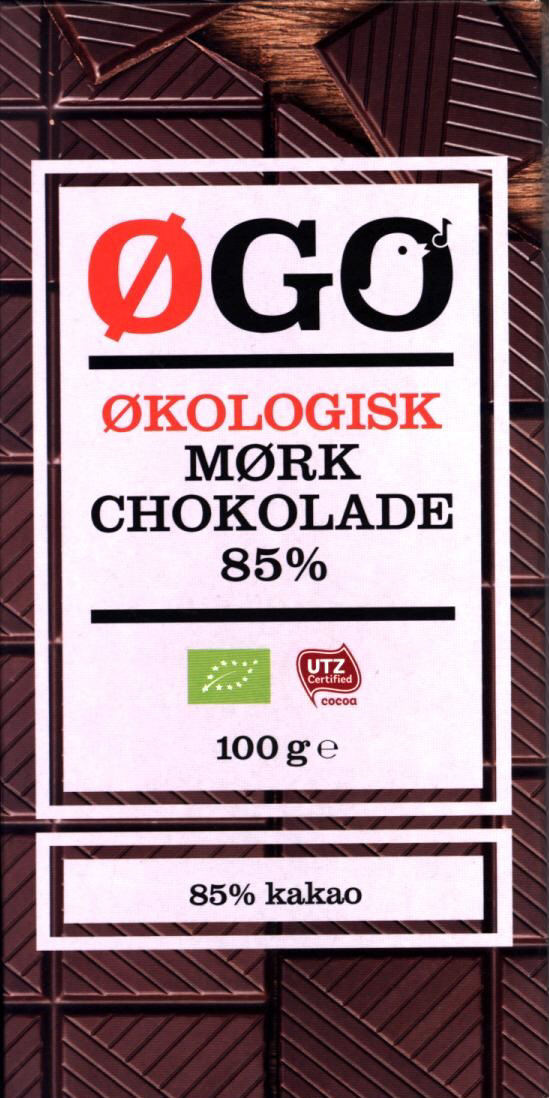 ØGO
ØKOLOGISK
MØRK
CHOKOLADE
85%
UTZ
Certified
cocoa
100 g ℮
85% kakao